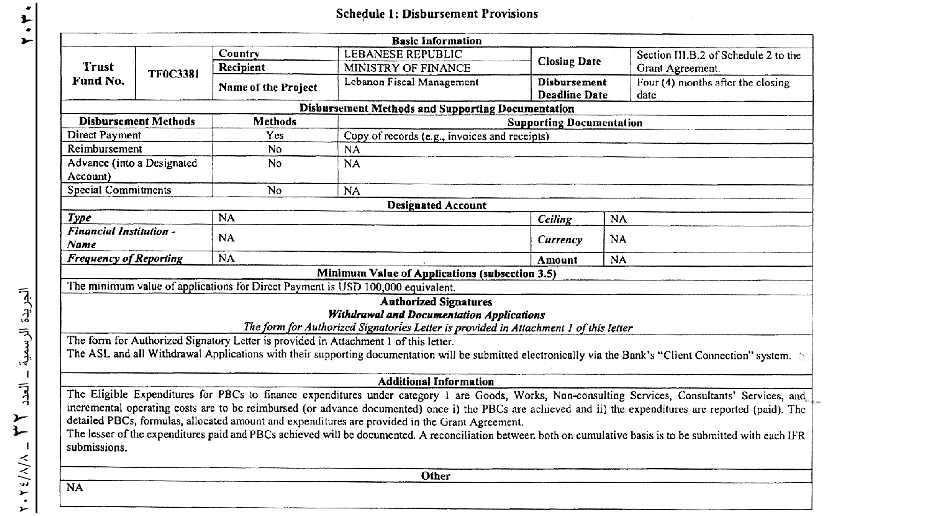 Schedule 1: Disbursement Provisions
Basic Information
Trust Fund No.
TF0C3381
Country
LEBANESE REPUBLIC
Recipient
MINISTRY OF FINANCE
Name of the Project
Lebanon Fiscal Management
Closing Date
Section III.B.2 of Schedule 2 to the
Grant Agreement.
Disbursement
Deadline Date
Four (4) months after the closing
date
Disbursement Methods and Supporting Documentation
Disbursement Methods Methods Supporting Documentation
Direct Payment Yes Copy of records (e.g., invoices and receipts)
Reimbursement No NA
Advance (into a Designated
Account) No NA
Special Commitments No NA
Designated Account
Type NA Ceiling NA
Financial Institution -
Name NA Currency NA
Frequency of Reporting NA Amount NA
Minimum Value of Applications (subsection 3.5)
The minimum value of applications for Direct Payment is USD 100,000 equivalent.
Authorized Signatures
Withdrawal and Documentation Applications
The form for Authorized Signatories Letter is provided in Attachment 1 of this letter
The form for Authorized Signatory Letter is provided in Attachment 1 of this letter.
The ASL and all Withdrawal Applications with their supporting documentation will be submitted electronically via the Bank's "Client Connection" system.
Additional Information
The Eligible Expenditures for PBCs to finance expenditures under category 1 are Goods, Works, Non-consulting Services, Consultants' Services, and
incremental operating costs are to be reimbursed (or advance documented) once i) the PBCs are achieved and ii) the expenditures are reported (paid). The
detailed PBCs, formulas, allocated amount and expenditures are provided in the Grant Agreement.
The lesser of the expenditures paid and PBCs achieved will be documented. A reconciliation between both on cumulative basis is to be submitted with each IFR
submissions.
Other
NA
٢٠٣٠
الجريدة الرسمية – العدد ٣٢ – ٢٠٢٤/٨/٨